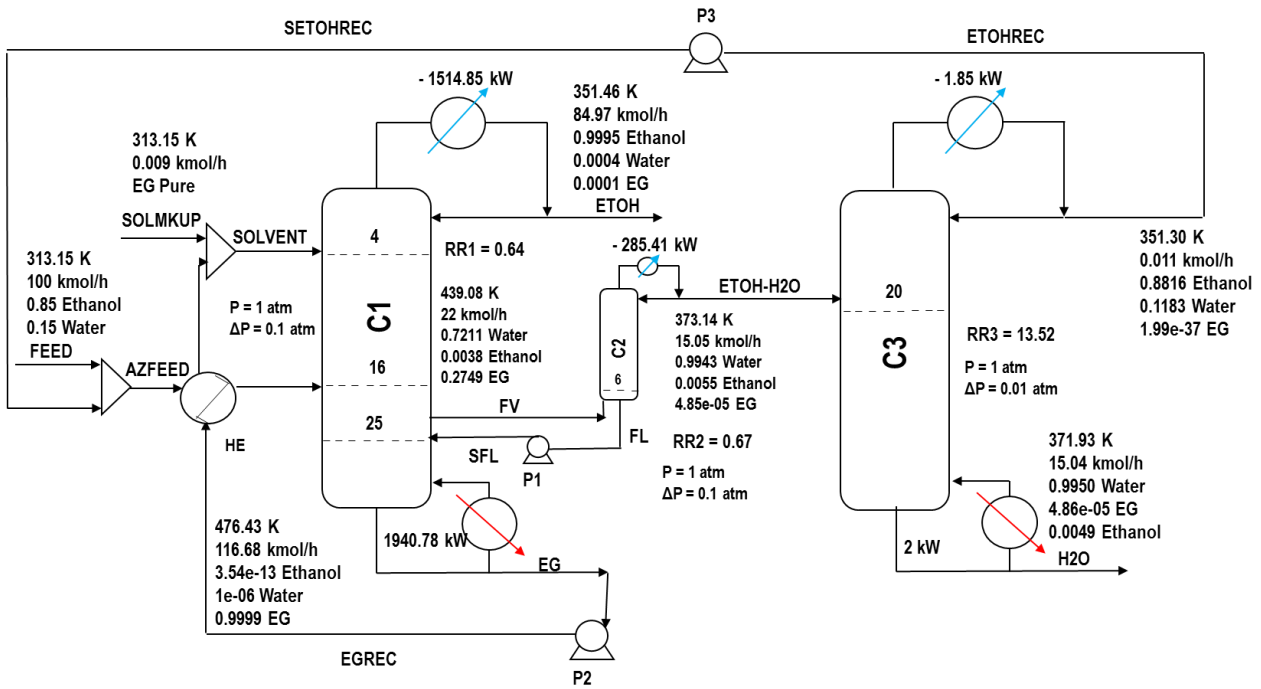 P3
SETOHREC
ETOHREC
- 1514.85 kW
- 1.85 kW
351.46 K
84.97 kmol/h
0.9995 Ethanol
0.0004 Water
0.0001 EG
ETOH
313.15 K
0.009 kmol/h
EG Pure
SOLMKUP
SOLVENT
4
RR1 = 0.64
- 285.41 kW
313.15 K
100 kmol/h
0.85 Ethanol
0.15 Water
FEED
AZFEED
P = 1 atm
ΔP = 0.1 atm
HE
C1
16
25
439.08 K
22 kmol/h
0.7211 Water
0.0038 Ethanol
0.2749 EG
FV
SFL
P1
FL
C2
6
ETOH-H2O
373.14 K
15.05 kmol/h
0.9943 Water
0.0055 Ethanol
4.85e-05 EG
RR2 = 0.67
P = 1 atm
ΔP = 0.1 atm
20
C3
351.30 K
0.011 kmol/h
0.8816 Ethanol
0.1183 Water
1.99e-37 EG
RR3 = 13.52
P = 1 atm
ΔP = 0.01 atm
371.93 K
15.04 kmol/h
0.9950 Water
4.86e-05 EG
0.0049 Ethanol
2 kW
H2O
476.43 K
116.68 kmol/h
3.54e-13 Ethanol
1e-06 Water
0.9999 EG
1940.78 kW
EG
EGREC
P2